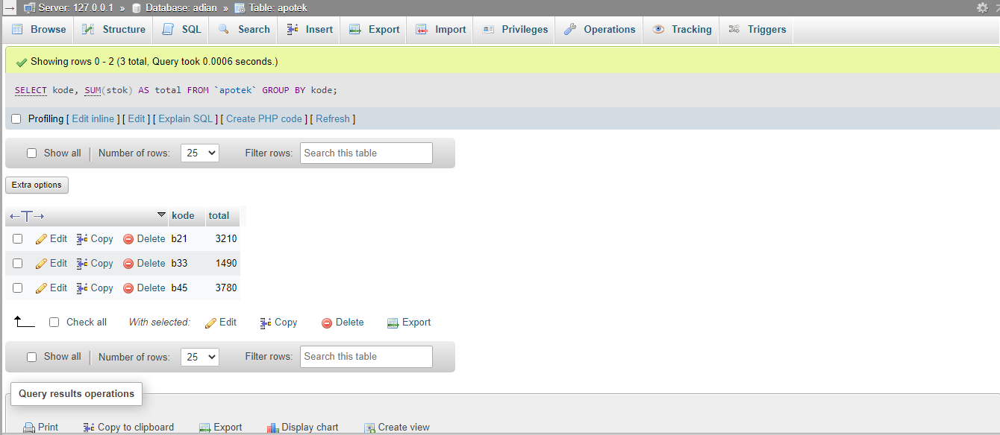 Server: 127.0.0.1 » Database: adian » Table: apotek
Browse Structure SQL Search Insert Export Import Privileges Operations Tracking Triggers
Showing rows 0 - 2 (3 total, Query took 0.0006 seconds.)
SELECT kode, SUM(stok) AS total FROM `apotek` GROUP BY kode;
Profiling [ Edit inline ] [ Edit ] [ Explain SQL ] [ Create PHP code ] [ Refresh ]
Show all | Number of rows: 25 Filter rows: Search this table
Extra options
←T→ kode total
Edit Copy Delete b21 3210
Edit Copy Delete b33 1490
Edit Copy Delete b45 3780
Check all With selected: Edit Copy Delete Export
Show all | Number of rows: 25 Filter rows: Search this table
Query results operations
Print Copy to clipboard Export Display chart Create view